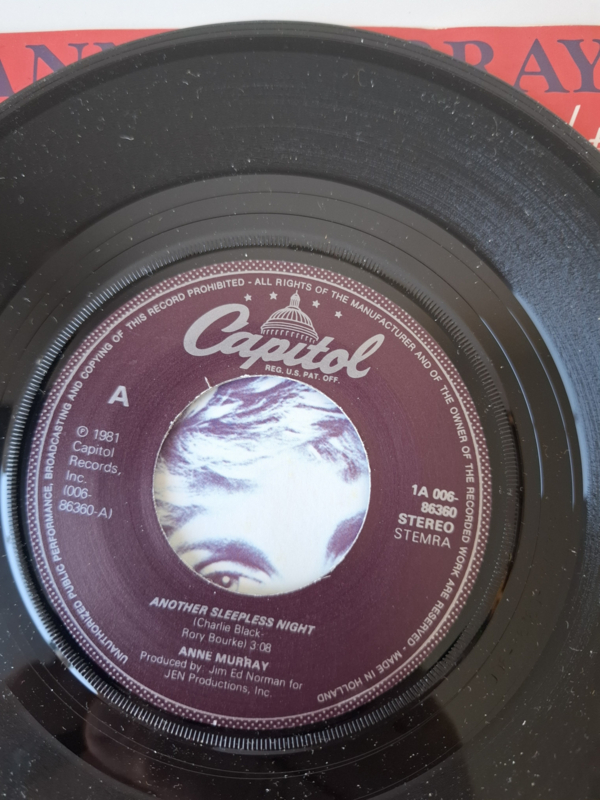 ANN RRAY
UNAUTHORIZED PUBLIC PERFORMANCE, BROADCASTING AND COPYING OF THIS RECORD PROHIBITED - ALL RIGHTS OF THE MANUFACTURER AND OF THE OWNER OF THE RECORDED WORK ARE RESERVED - MADE IN HOLLAND
Capitol
REG. U.S. PAT. OFF.
A
℗ 1981
Capitol
Records,
Inc.
(006-
86360-A)
1A 006-
86360
STEREO
STEMRA
ANOTHER SLEEPLESS NIGHT
(Charlie Black-
Rory Bourke) 3:08
ANNE MURRAY
Produced by: Jim Ed Norman for
JEN Productions, Inc.